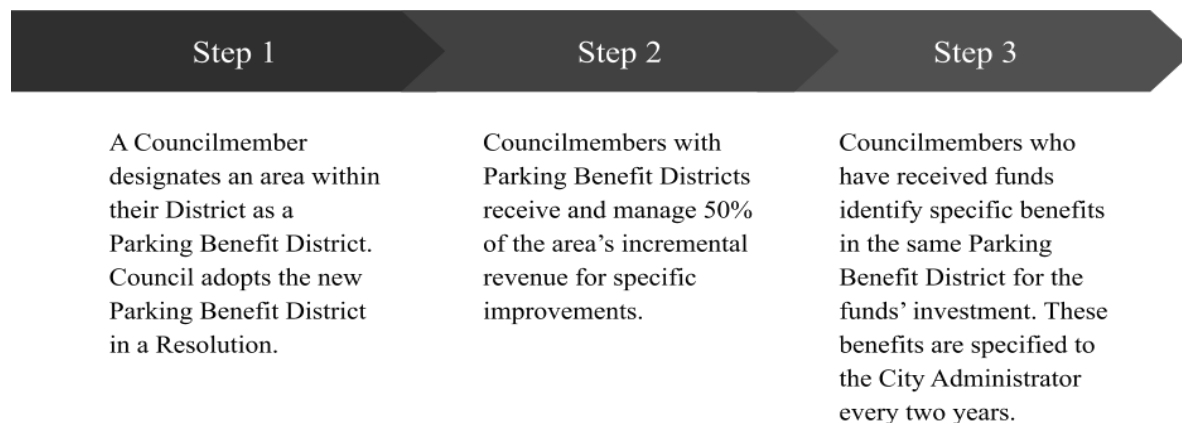 Step 1
Step 2
Step 3
A Councilmember
designates an area within
their District as a
Parking Benefit District.
Council adopts the new
Parking Benefit District
in a Resolution.
Councilmembers with
Parking Benefit Districts
receive and manage 50%
of the area's incremental
revenue for specific
improvements.
Councilmembers who
have received funds
identify specific benefits
in the same Parking
Benefit District for the
funds' investment. These
benefits are specified to
the City Administrator
every two years.